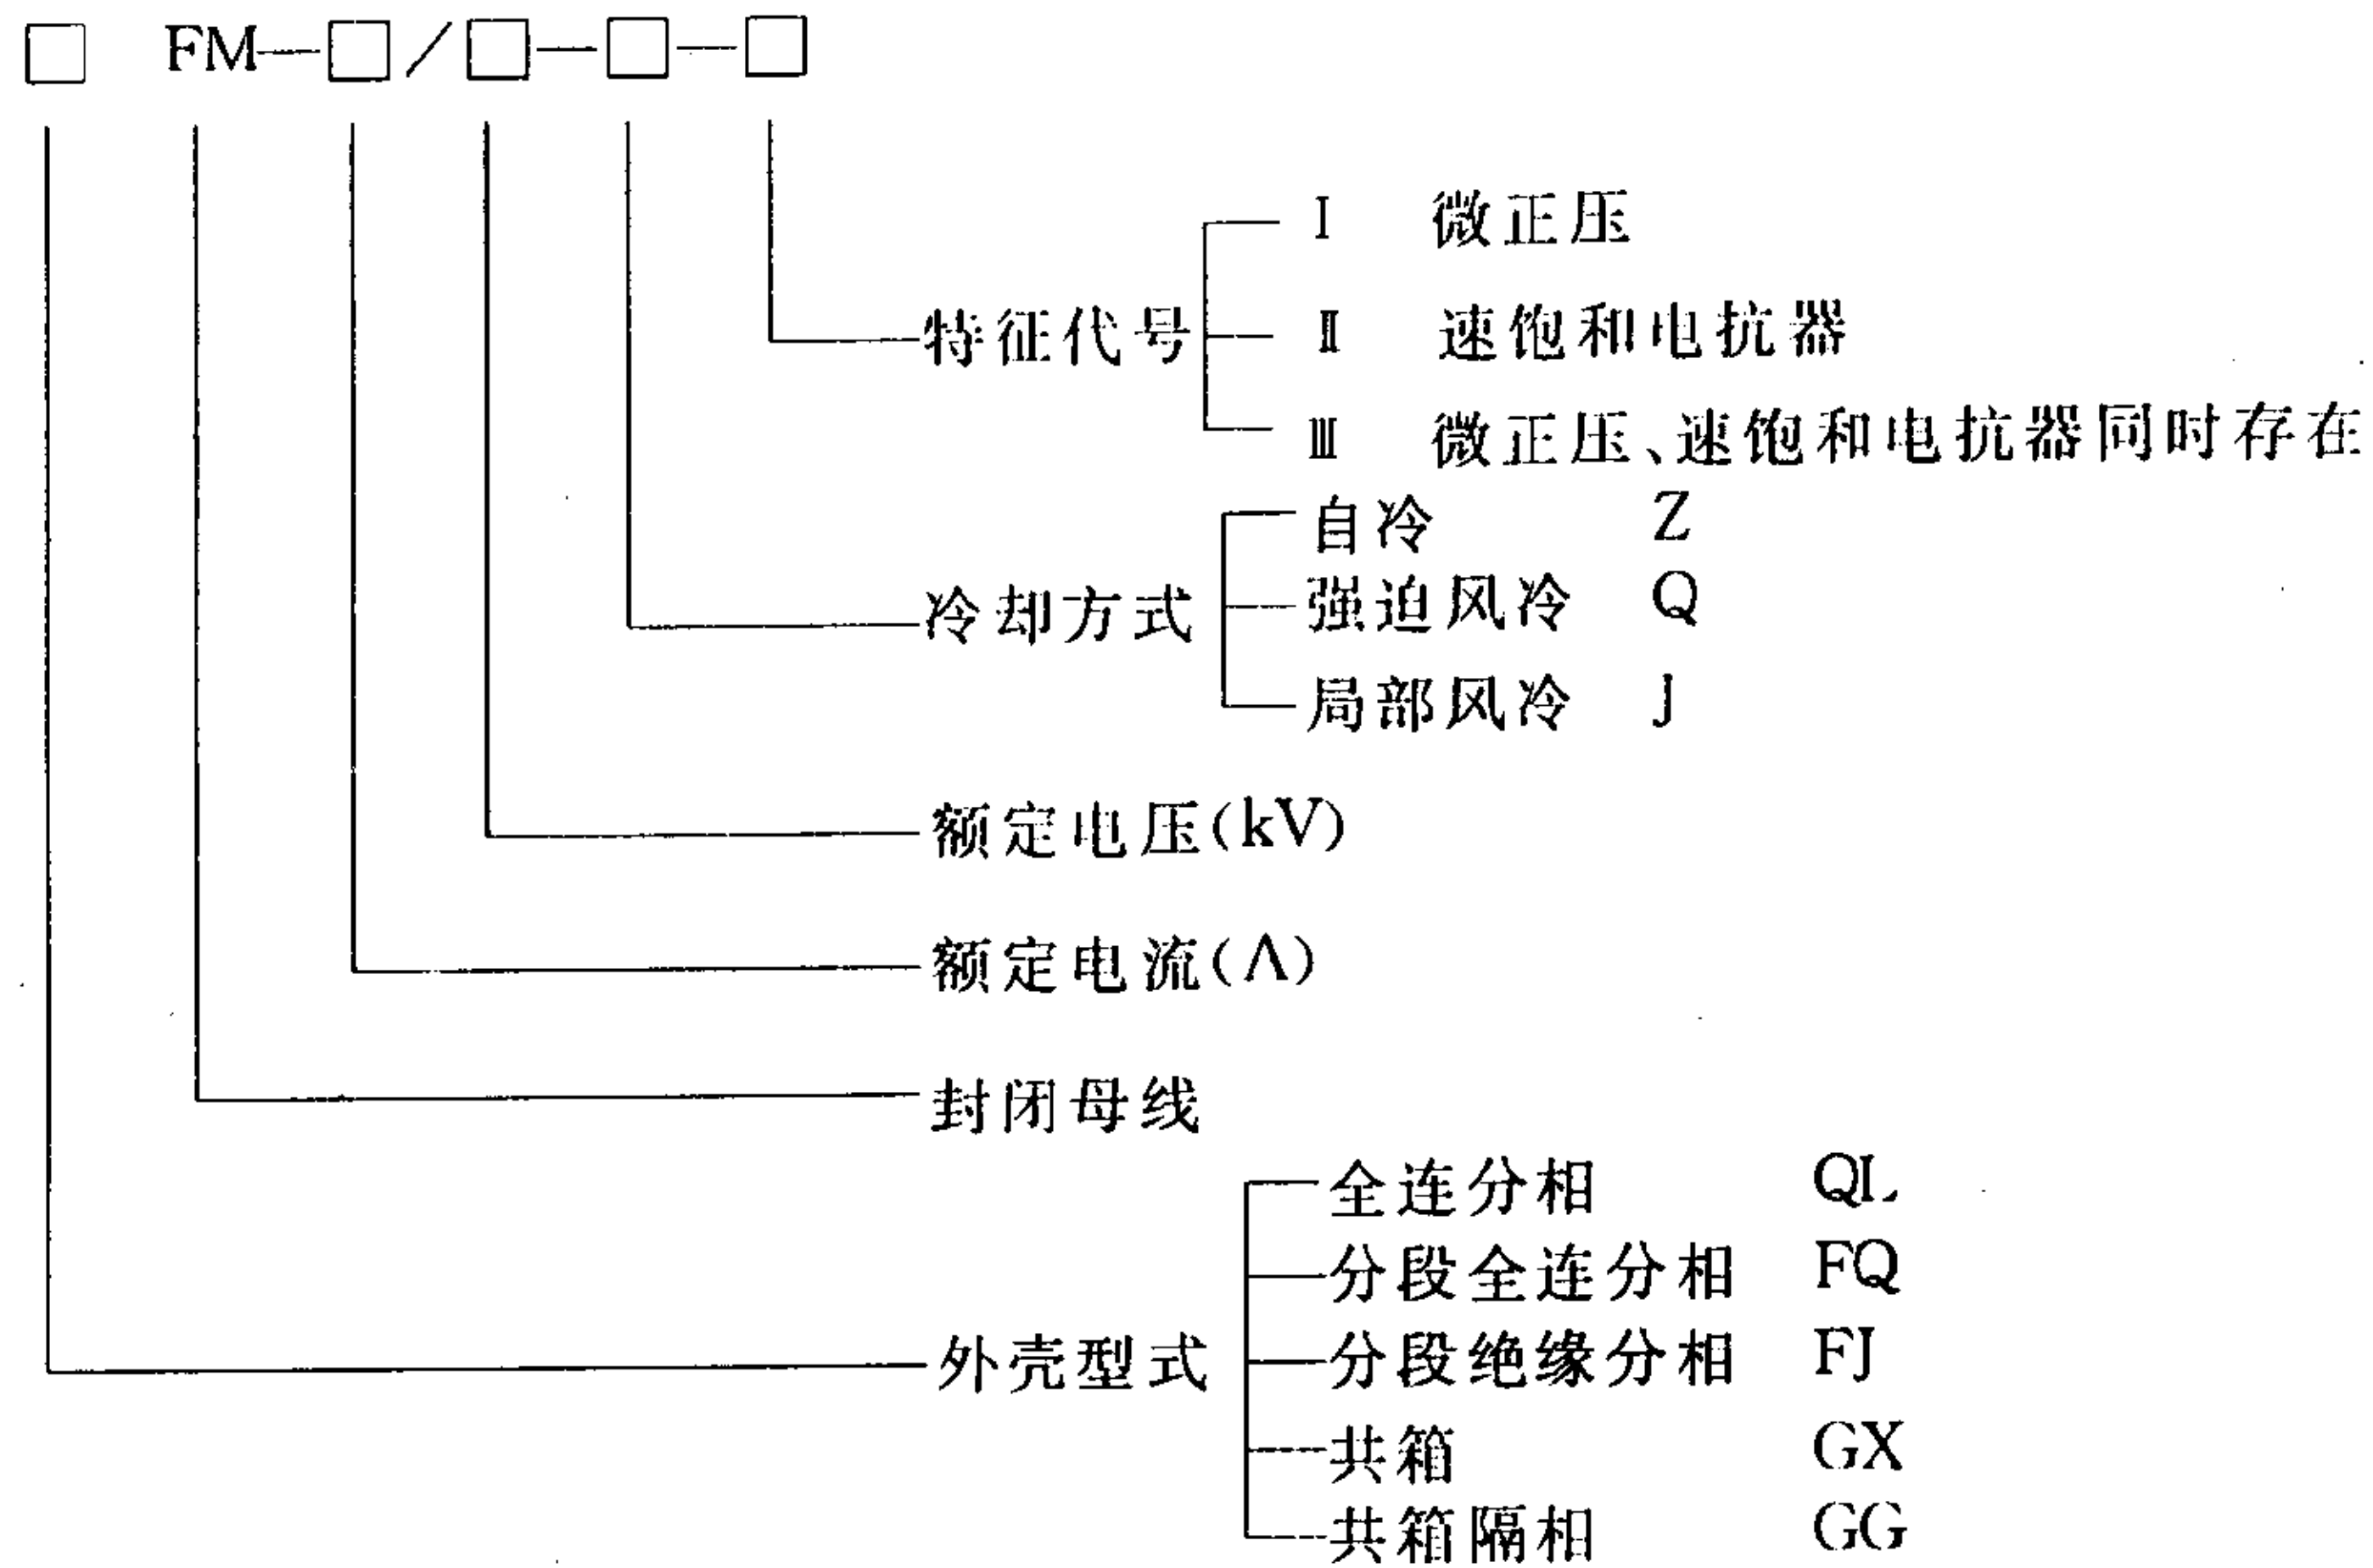 □ FM—□/□—□—□
Ⅰ 微正压
特征代号
Ⅱ 速饱和电抗器
Ⅲ 微正压、速饱和电抗器同时存在
自冷 Z
冷却方式
强迫风冷 Q
局部风冷 J
额定电压(kV)
额定电流(A)
封闭母线
全连分相 QL
分段全连分相 FQ
外壳型式
分段绝缘分相 FJ
共箱 GX
共箱隔相 GG